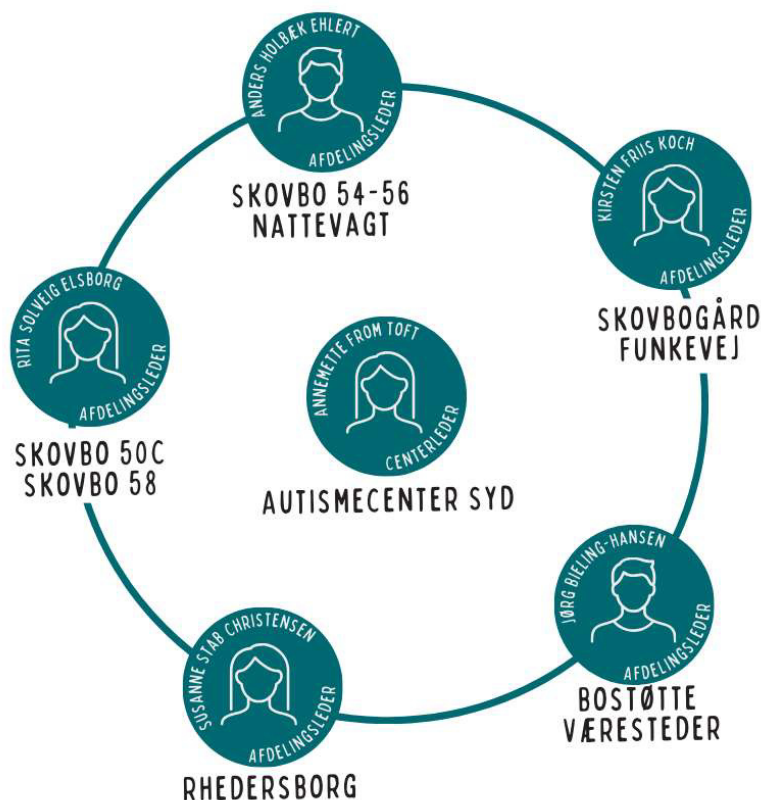 ANDERS HOLBÆK EHLERT
AFDELINGSLEDER
SKOVBO 54-56
NATTEVAGT
KIRSTEN FRIIS KOCH
AFDELINGSLEDER
SKOVBOGÅRD
FUNKEVEJ
RITA SOLVEIG ELSBORG
AFDELINGSLEDER
SKOVBO 50C
SKOVBO 58
ANNEMETTE FROM TOFT
CENTERLEDER
AUTISMECENTER SYD
JØRG BIELING-HANSEN
AFDELINGSLEDER
BOSTØTTE
VÆRESTEDER
SUSANNE STAB CHRISTENSEN
AFDELINGSLEDER
RHEDERSBORG